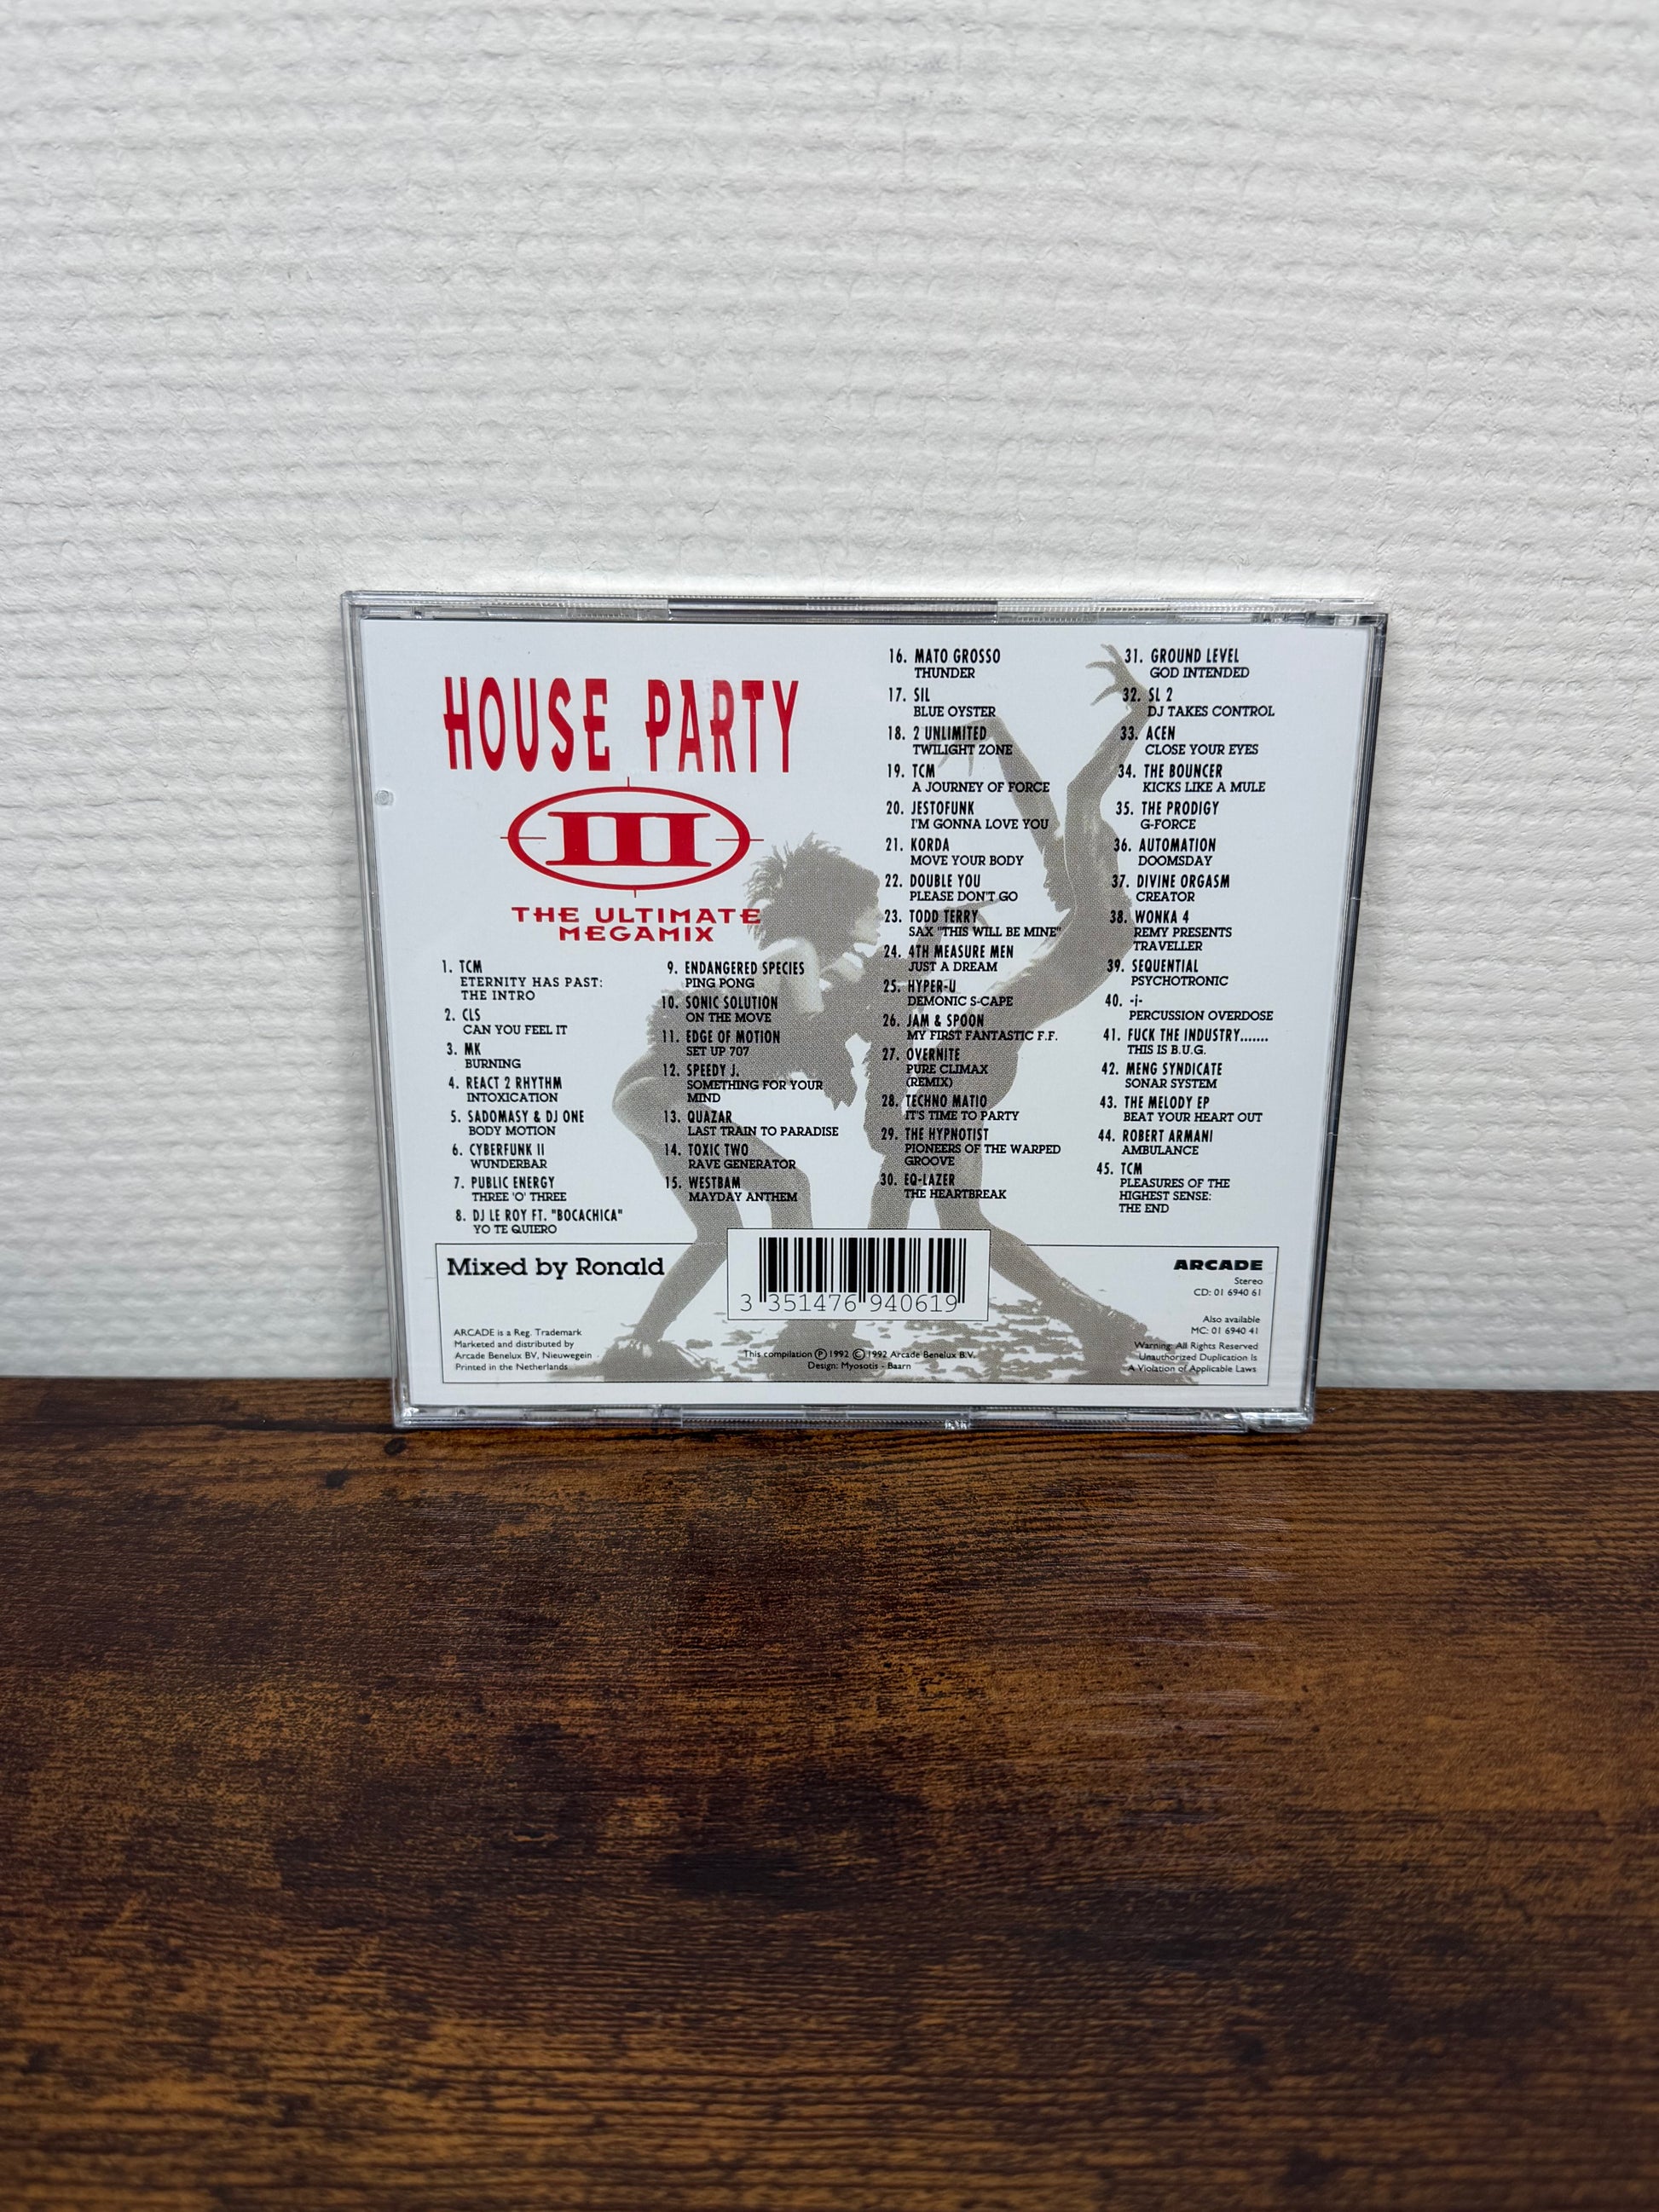 HOUSE PARTY
III
THE ULTIMATE
MEGAMIX
1. TCM
ETERNITY HAS PAST:
THE INTRO
2. CLS
CAN YOU FEEL IT
3. MK
BURNING
4. REACT 2 RHYTHM
INTOXICATION
5. SADOMASY & DJ ONE
BODY MOTION
6. CYBERFUNK II
WUNDERBAR
7. PUBLIC ENERGY
THREE 'O' THREE
8. DJ LE ROY FT. "BOCACHICA"
YO TE QUIERO
9. ENDANGERED SPECIES
PING PONG
10. SONIC SOLUTION
ON THE MOVE
11. EDGE OF MOTION
SET UP 707
12. SPEEDY J.
SOMETHING FOR YOUR
MIND
13. QUAZAR
LAST TRAIN TO PARADISE
14. TOXIC TWO
RAVE GENERATOR
15. WESTBAM
MAYDAY ANTHEM
16. MATO GROSSO
THUNDER
17. SIL
BLUE OYSTER
18. 2 UNLIMITED
TWILIGHT ZONE
19. TCM
A JOURNEY OF FORCE
20. JESTOFUNK
I'M GONNA LOVE YOU
21. KORDA
MOVE YOUR BODY
22. DOUBLE YOU
PLEASE DON'T GO
23. TODD TERRY
SAX "THIS WILL BE MINE"
24. 4TH MEASURE MEN
JUST A DREAM
25. HYPER-U
DEMONIC S-CAPE
26. JAM & SPOON
MY FIRST FANTASTIC F.F.
27. OVERNITE
PURE CLIMAX
(REMIX)
28. TECHNO MATIO
IT'S TIME TO PARTY
29. THE HYPNOTIST
PIONEERS OF THE WARPED
GROOVE
30. EQ-LAZER
THE HEARTBREAK
31. GROUND LEVEL
GOD INTENDED
32. SL 2
DJ TAKES CONTROL
33. ACEN
CLOSE YOUR EYES
34. THE BOUNCER
KICKS LIKE A MULE
35. THE PRODIGY
G-FORCE
36. AUTOMATION
DOOMSDAY
37. DIVINE ORGASM
CREATOR
38. WONKA 4
REMY PRESENTS
TRAVELLER
39. SEQUENTIAL
PSYCHOTRONIC
40. -i-
PERCUSSION OVERDOSE
41. FUCK THE INDUSTRY.......
THIS IS B.U.G.
42. MENG SYNDICATE
SONAR SYSTEM
43. THE MELODY EP
BEAT YOUR HEART OUT
44. ROBERT ARMANI
AMBULANCE
45. TCM
PLEASURES OF THE
HIGHEST SENSE:
THE END
Mixed by Ronald
ARCADE is a Reg. Trademark
Marketed and distributed by
Arcade Benelux BV, Nieuwegein
Printed in the Netherlands
3 351476 940619
This compilation Ⓟ 1992 © 1992 Arcade Benelux B.V.
Design: Myosotis - Baarn
ARCADE
Stereo
CD: 01 6940 61
Also available
MC: 01 6940 41
Warning: All Rights Reserved
Unauthorized Duplication Is
A Violation of Applicable Laws